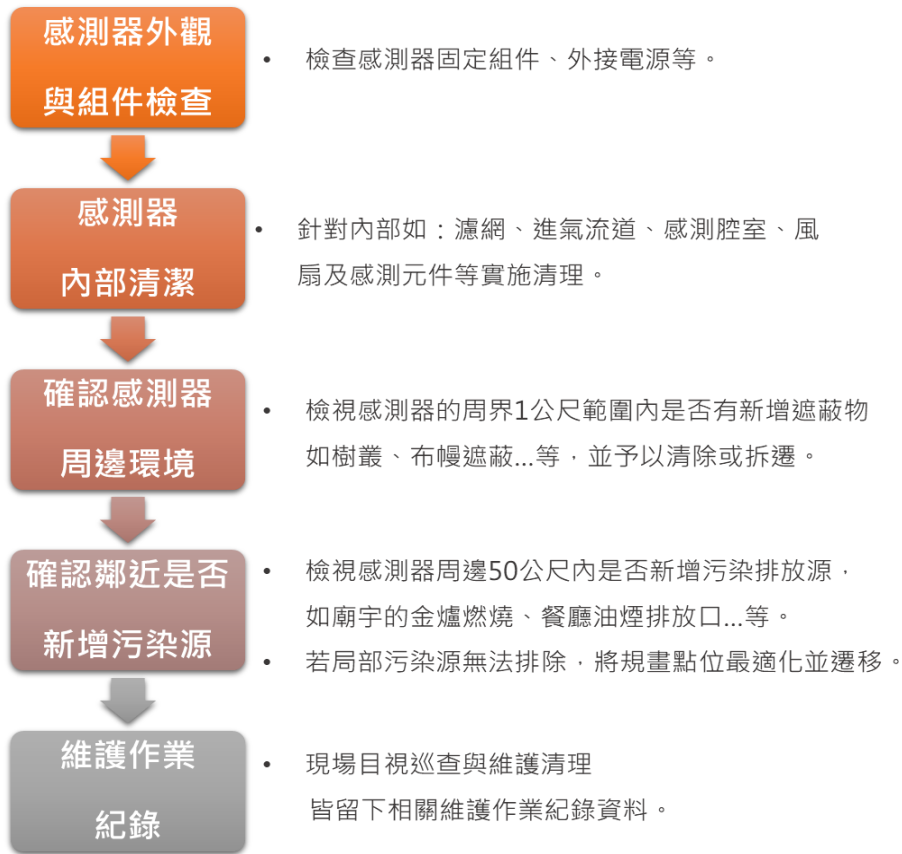 感測器外觀
與組件檢查
• 檢查感測器固定組件、外接電源等。
感測器
內部清潔
• 針對內部如：濾網、進氣流道、感測腔室、風
扇及感測元件等實施清理。
確認感測器
周邊環境
• 檢視感測器的周界1公尺範圍內是否有新增遮蔽物
如樹叢、布幔遮蔽…等，並予以清除或拆遷。
確認鄰近是否
新增污染源
• 檢視感測器周邊50公尺內是否新增污染排放源，
如廟宇的金爐燃燒、餐廳油煙排放口…等。
• 若局部污染源無法排除，將規畫點位最適化並遷移。
維護作業
紀錄
• 現場目視巡查與維護清理
皆留下相關維護作業紀錄資料。